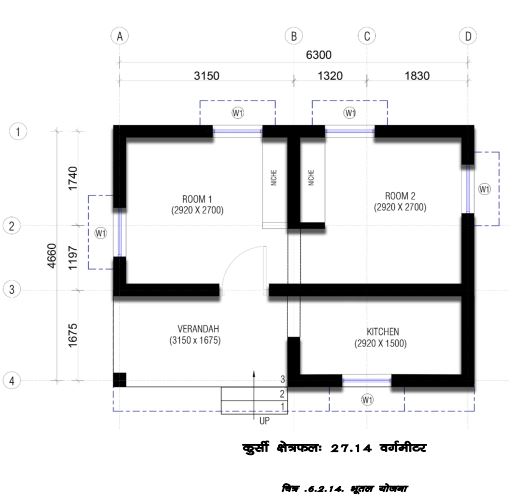 A B C D
6300
3150 1320 1830
W1 W1
1
1740
NICHE NICHE
ROOM 1
(2920 X 2700)
ROOM 2
(2920 X 2700)
W1
2
W1
4660
1197
3
1675
VERANDAH
(3150 x 1675)
KITCHEN
(2920 X 1500)
4
3
2
1
W1
UP
कुर्सी क्षेत्रफलः 27.14 वर्गमीटर
चित्र .6.2.14. भूतल योजना